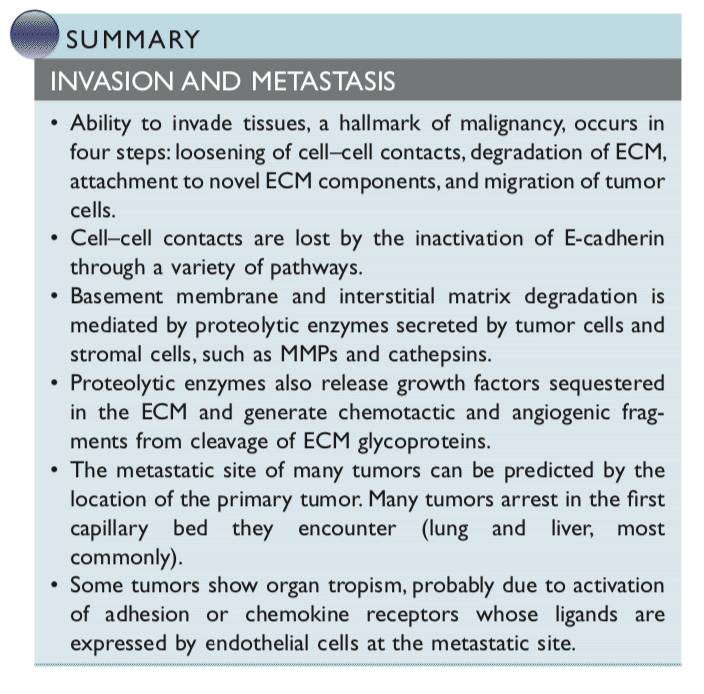 SUMMARY
INVASION AND METASTASIS
• Ability to invade tissues, a hallmark of malignancy, occurs in
four steps: loosening of cell–cell contacts, degradation of ECM,
attachment to novel ECM components, and migration of tumor
cells.
• Cell–cell contacts are lost by the inactivation of E-cadherin
through a variety of pathways.
• Basement membrane and interstitial matrix degradation is
mediated by proteolytic enzymes secreted by tumor cells and
stromal cells, such as MMPs and cathepsins.
• Proteolytic enzymes also release growth factors sequestered
in the ECM and generate chemotactic and angiogenic frag-
ments from cleavage of ECM glycoproteins.
• The metastatic site of many tumors can be predicted by the
location of the primary tumor. Many tumors arrest in the first
capillary bed they encounter (lung and liver, most
commonly).
• Some tumors show organ tropism, probably due to activation
of adhesion or chemokine receptors whose ligands are
expressed by endothelial cells at the metastatic site.